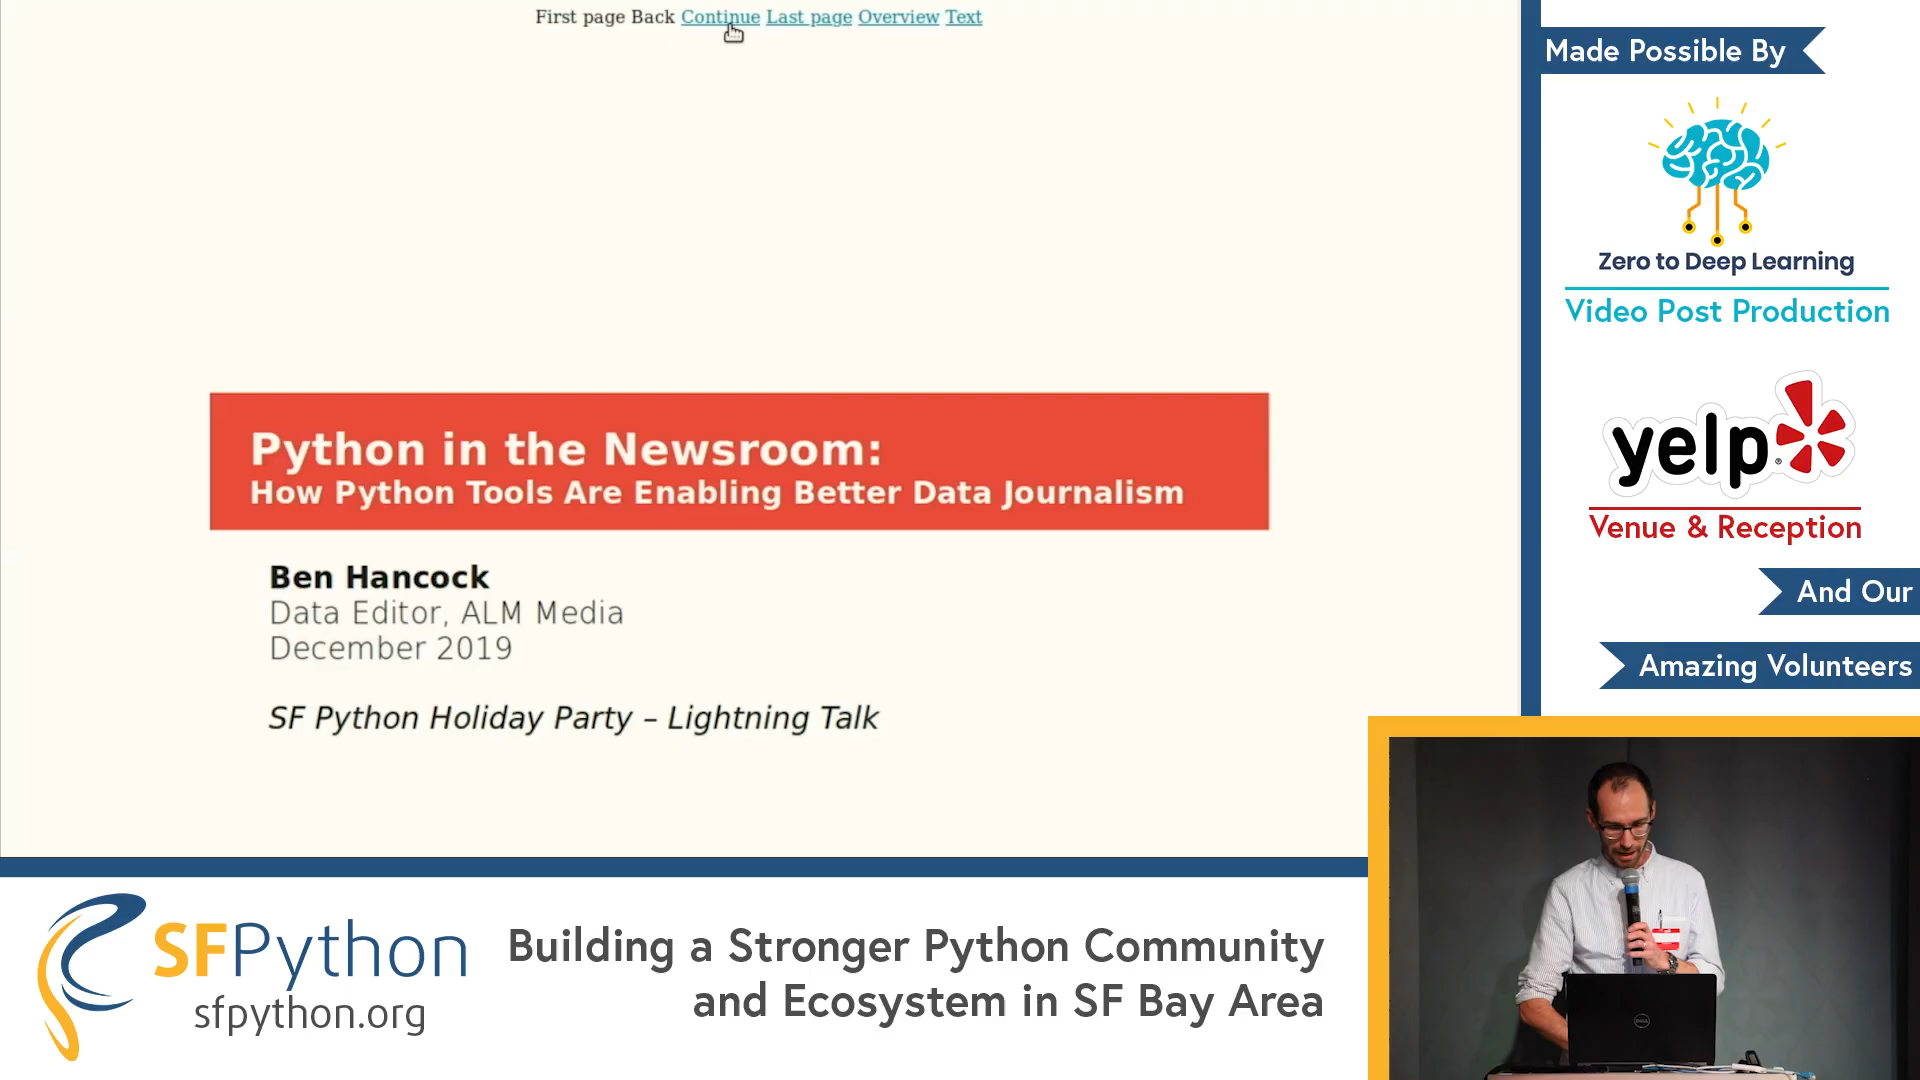 First page Back Continue Last page Overview Text
Python in the Newsroom:
How Python Tools Are Enabling Better Data Journalism
Ben Hancock
Data Editor, ALM Media
December 2019
SF Python Holiday Party – Lightning Talk
Made Possible By
Zero to Deep Learning
Video Post Production
yelp
Venue & Reception
And Our
Amazing Volunteers
SFPython
sfpython.org
Building a Stronger Python Community
and Ecosystem in SF Bay Area
DELL